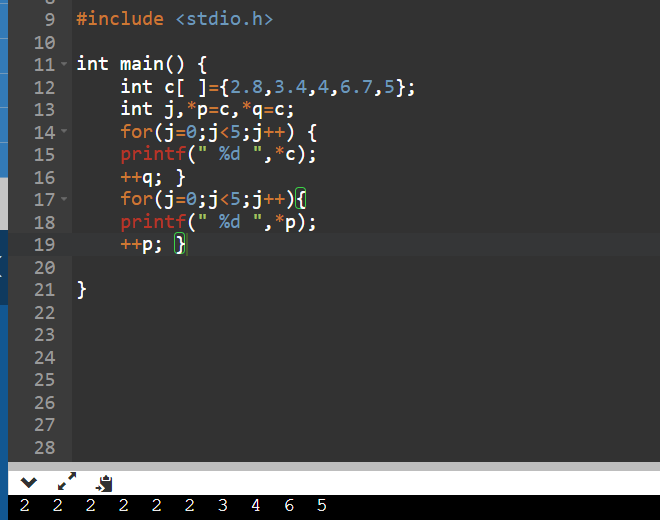 8
9 #include <stdio.h>
10
11 int main() {
12 int c[ ]={2.8,3.4,4,6.7,5};
13 int j,*p=c,*q=c;
14 for(j=0;j<5;j++) {
15 printf(" %d ",*c);
16 ++q; }
17 for(j=0;j<5;j++){
18 printf(" %d ",*p);
19 ++p; }
20
21 }
22
23
24
25
26
27
28
2 2 2 2 2 2 3 4 6 5